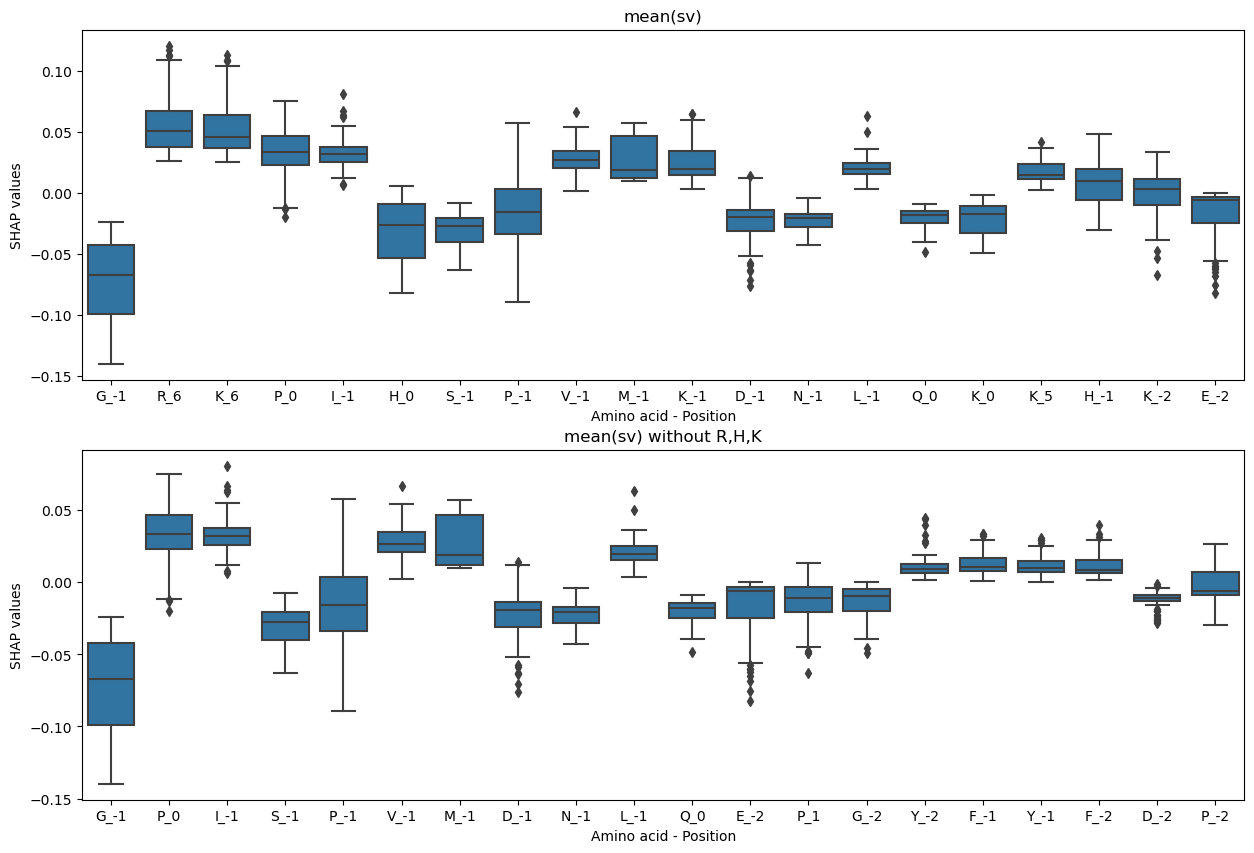 mean(sv)
0.10
0.05
0.00
−0.05
−0.10
−0.15
SHAP values
G_-1 R_6 K_6 P_0 I_-1 H_0 S_-1 P_-1 V_-1 M_-1 K_-1 D_-1 N_-1 L_-1 Q_0 K_0 K_5 H_-1 K_-2 E_-2
Amino acid - Position
mean(sv) without R,H,K
0.05
0.00
−0.05
−0.10
−0.15
SHAP values
G_-1 P_0 I_-1 S_-1 P_-1 V_-1 M_-1 D_-1 N_-1 L_-1 Q_0 E_-2 P_1 G_-2 Y_-2 F_-1 Y_-1 F_-2 D_-2 P_-2
Amino acid - Position